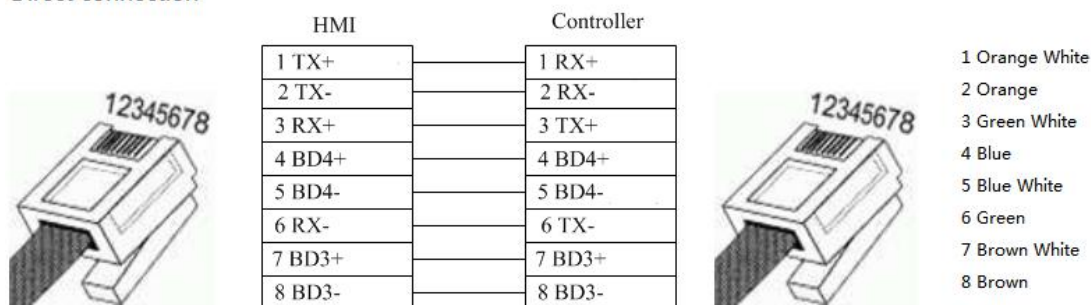 HMI Controller
1 TX+ 1 RX+
2 TX- 2 RX-
3 RX+ 3 TX+
4 BD4+ 4 BD4+
5 BD4- 5 BD4-
6 RX- 6 TX-
7 BD3+ 7 BD3+
8 BD3- 8 BD3-
12345678
12345678
1 Orange White
2 Orange
3 Green White
4 Blue
5 Blue White
6 Green
7 Brown White
8 Brown